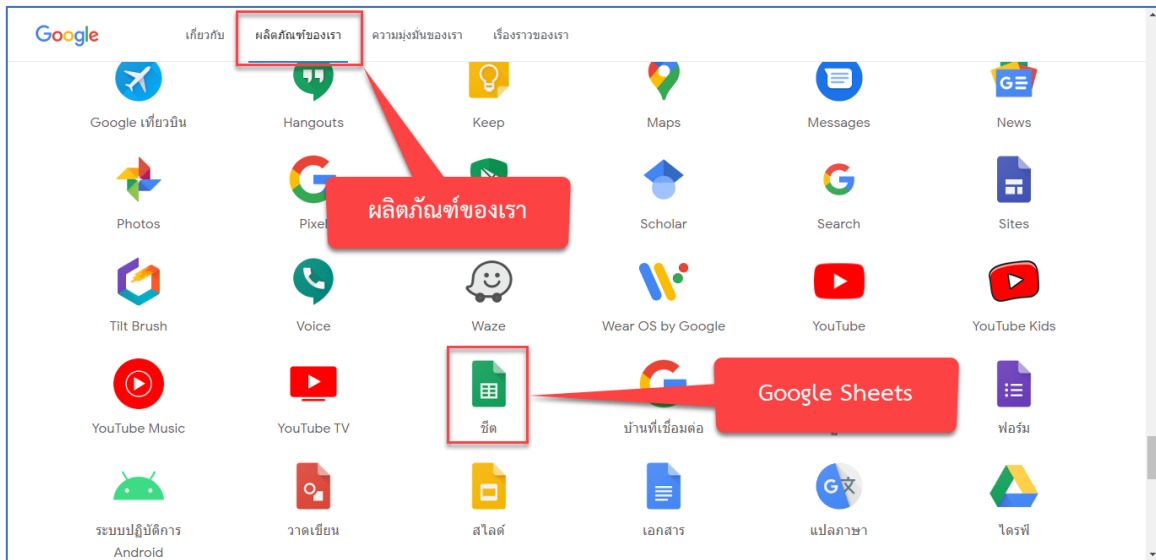 Google เกี่ยวกับ ผลิตภัณฑ์ของเรา ความมุ่งมั่นของเรา เรื่องราวของเรา
Google เที่ยวบิน Hangouts Keep Maps Messages News
ผลิตภัณฑ์ของเรา
Photos Pixel Scholar Search Sites
Tilt Brush Voice Waze Wear OS by Google YouTube YouTube Kids
Google Sheets
YouTube Music YouTube TV ชีต บ้านที่เชื่อมต่อ ฟอร์ม
ระบบปฏิบัติการ วาดเขียน สไลด์ เอกสาร แปลภาษา ไดรฟ์
Android